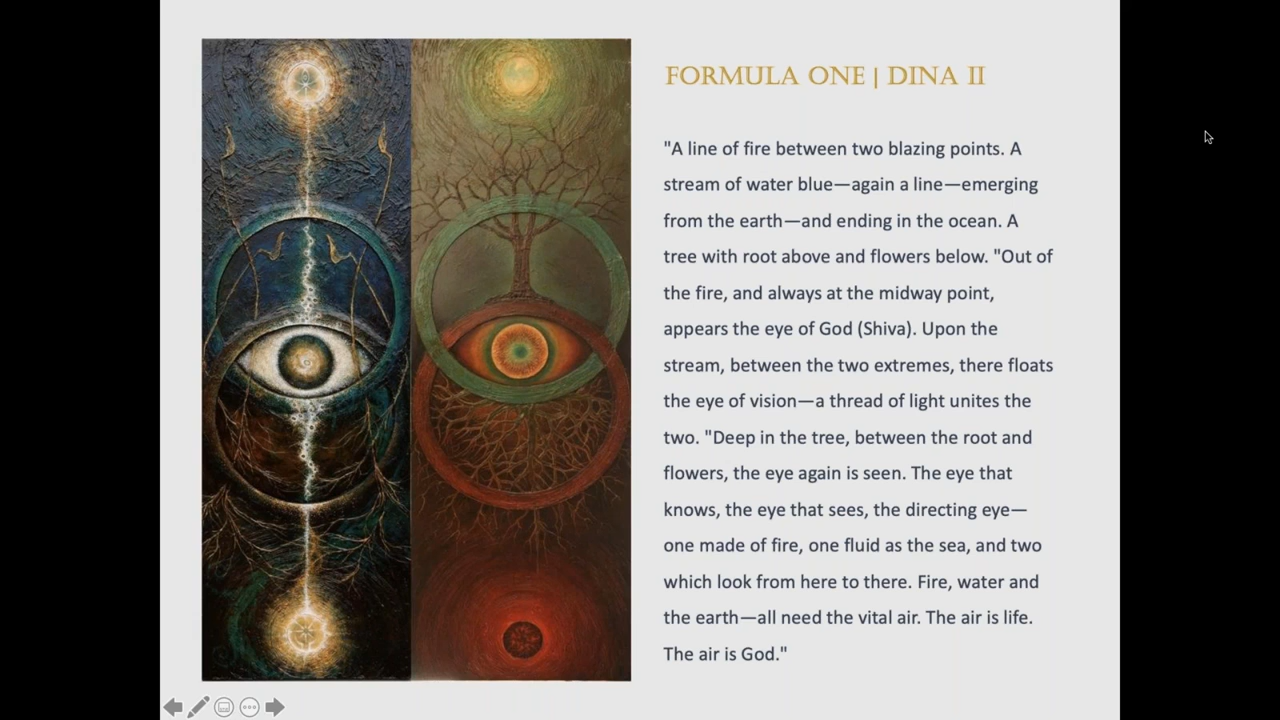 FORMULA ONE | DINA II
"A line of fire between two blazing points. A
stream of water blue—again a line—emerging
from the earth—and ending in the ocean. A
tree with root above and flowers below. "Out of
the fire, and always at the midway point,
appears the eye of God (Shiva). Upon the
stream, between the two extremes, there floats
the eye of vision—a thread of light unites the
two. "Deep in the tree, between the root and
flowers, the eye again is seen. The eye that
knows, the eye that sees, the directing eye—
one made of fire, one fluid as the sea, and two
which look from here to there. Fire, water and
the earth—all need the vital air. The air is life.
The air is God."